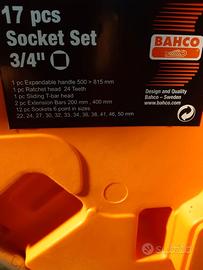 17 pcs
Socket Set
3/4"
BAHCO
1 pc Expandable handle 500 > 815 mm
1 pc Ratchet head 24 Teeth
1 pc Sliding T-bar head
2 pc Extension Bars 200 mm, 400 mm
12 pc Sockets 6 point in sizes
22, 24, 27, 30, 32, 33, 34, 36, 38, 41, 46, 50 mm
Design and Quality
Bahco - Sweden
www.bahco.com
subito